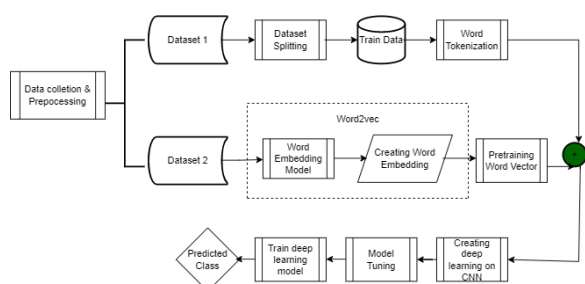 Dataset 1
Dataset
Splitting
Train Data
Word
Tokenization
Data colletion &
Prepocessing
Word2vec
Dataset 2
Word
Embedding
Model
Creating Word
Embedding
Pretraining
Word Vector
+
Predicted
Class
Train deep
learning
model
Model
Tuning
Creating
deep
learning on
CNN